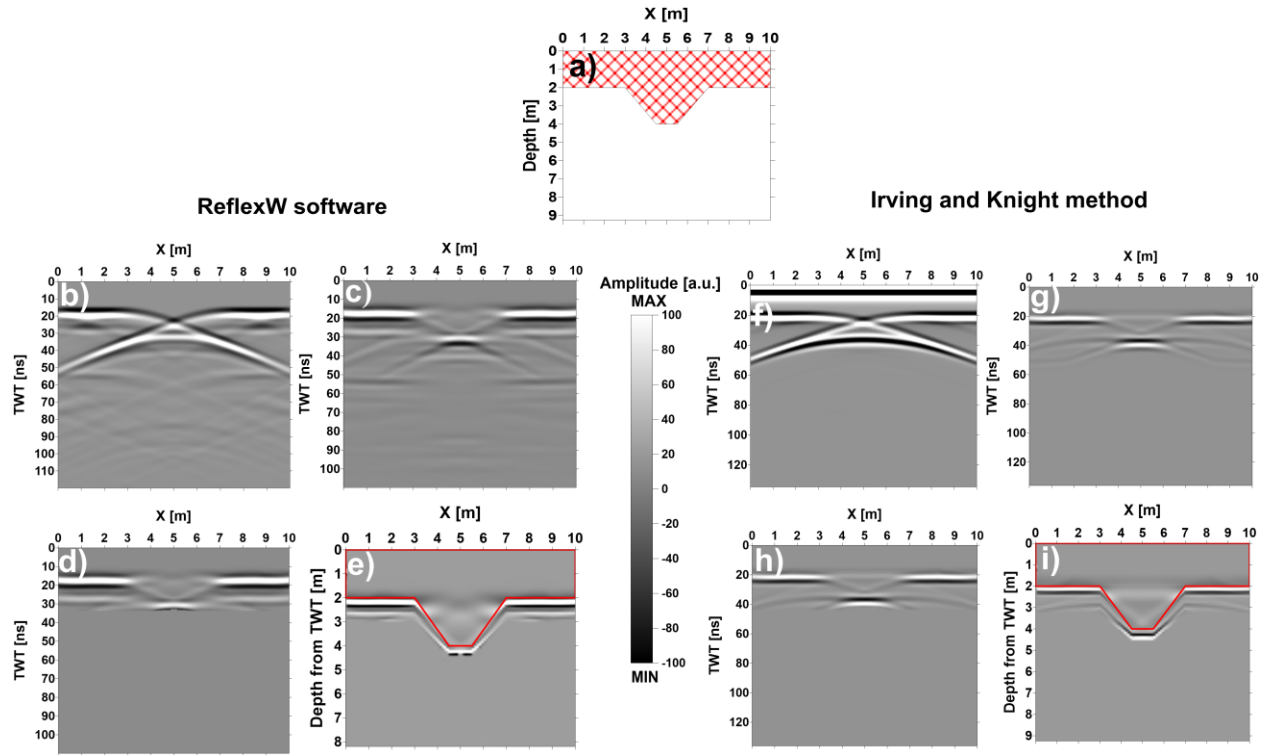 X [m]
0 1 2 3 4 5 6 7 8 9 10
a)
0
1
2
3
4
5
6
7
8
9
Depth [m]
ReflexW software
Irving and Knight method
X [m]
0 1 2 3 4 5 6 7 8 9 10
b)
0
10
20
30
40
50
60
70
80
90
100
110
TWT [ns]
X [m]
0 1 2 3 4 5 6 7 8 9 10
c)
0
10
20
30
40
50
60
70
80
90
100
TWT [ns]
Amplitude [a.u.]
MAX
100
80
60
40
20
0
-20
-40
-60
-80
-100
MIN
X [m]
0 1 2 3 4 5 6 7 8 9 10
f)
0
20
40
60
80
100
120
TWT [ns]
X [m]
0 1 2 3 4 5 6 7 8 9 10
g)
0
20
40
60
80
100
120
TWT [ns]
X [m]
0 1 2 3 4 5 6 7 8 9 10
d)
0
10
20
30
40
50
60
70
80
90
100
TWT [ns]
X [m]
0 1 2 3 4 5 6 7 8 9 10
e)
0
1
2
3
4
5
6
7
8
Depth from TWT [m]
X [m]
0 1 2 3 4 5 6 7 8 9 10
h)
0
20
40
60
80
100
120
TWT [ns]
X [m]
0 1 2 3 4 5 6 7 8 9 10
i)
0
1
2
3
4
5
6
7
8
9
Depth from TWT [m]